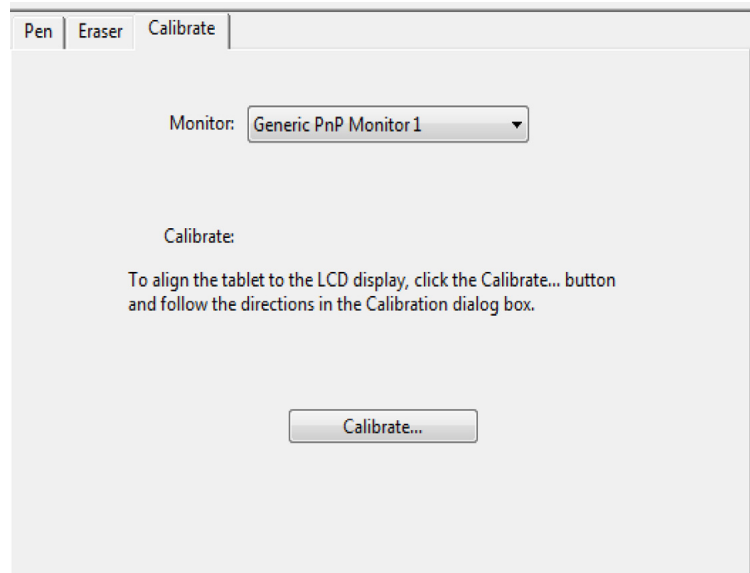 Pen Eraser Calibrate
Monitor: Generic PnP Monitor 1
Calibrate:
To align the tablet to the LCD display, click the Calibrate... button
and follow the directions in the Calibration dialog box.
Calibrate...